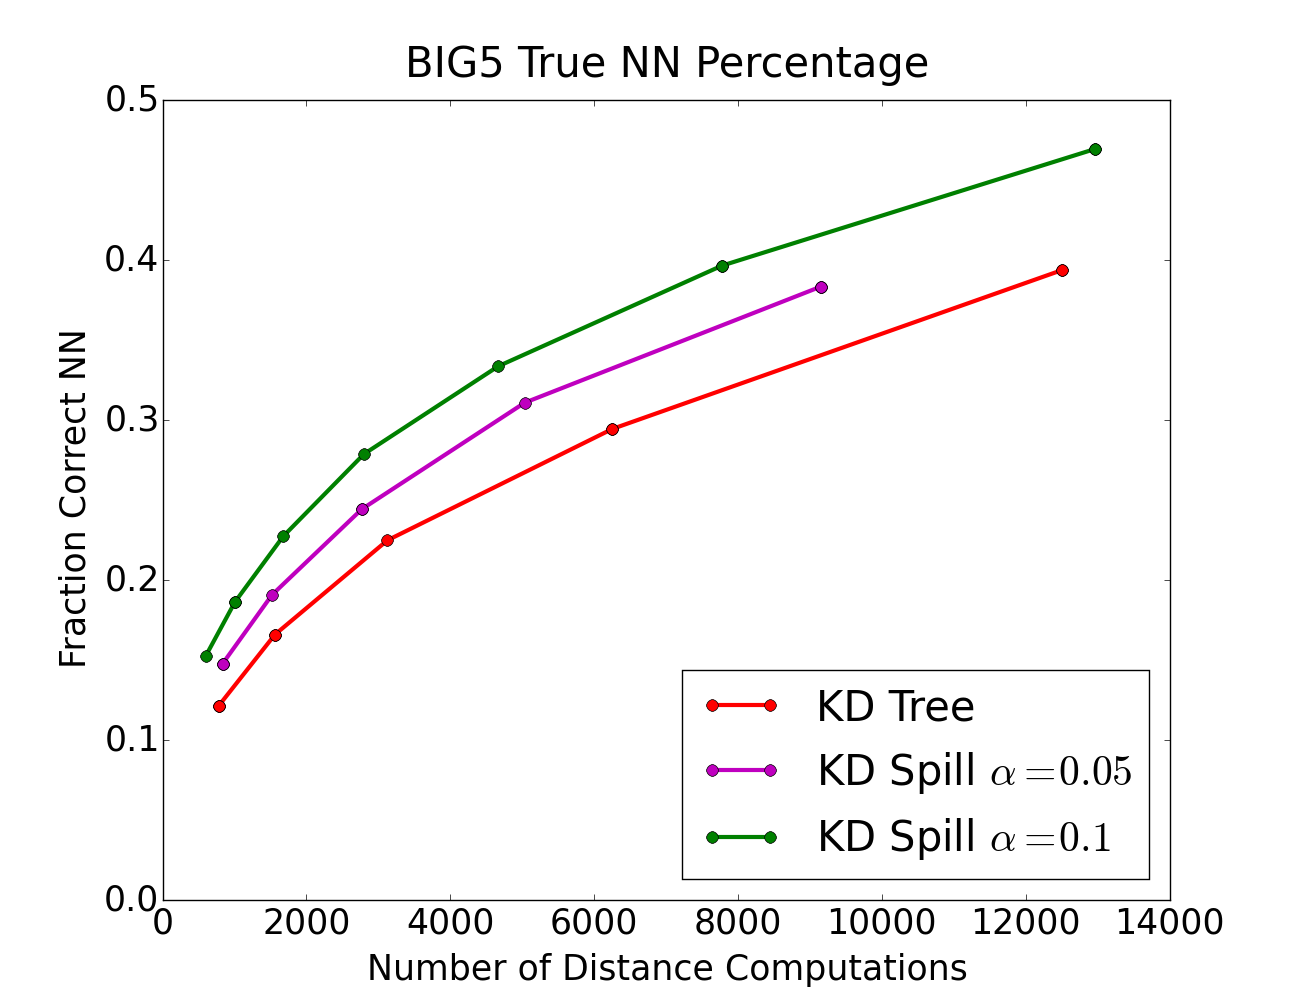 BIG5 True NN Percentage
0.5
0.4
0.3
0.2
0.1
0.0
Fraction Correct NN
KD Tree
KD Spill α=0.05
KD Spill α=0.1
0 2000 4000 6000 8000 10000 12000 14000
Number of Distance Computations